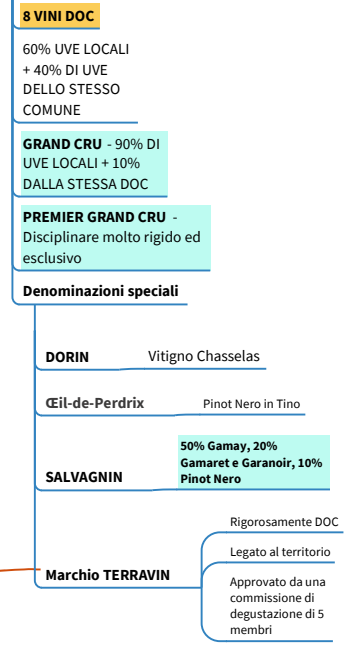 8 VINI DOC
60% UVE LOCALI
+ 40% DI UVE
DELLO STESSO
COMUNE
GRAND CRU - 90% DI
UVE LOCALI + 10%
DALLA STESSA DOC
PREMIER GRAND CRU -
Disciplinare molto rigido ed
esclusivo
Denominazioni speciali
DORIN
Vitigno Chasselas
Œil-de-Perdrix
Pinot Nero in Tino
SALVAGNIN
50% Gamay, 20%
Gamaret e Garanoir, 10%
Pinot Nero
Marchio TERRAVIN
Rigorosamente DOC
Legato al territorio
Approvato da una
commissione di
degustazione di 5
membri